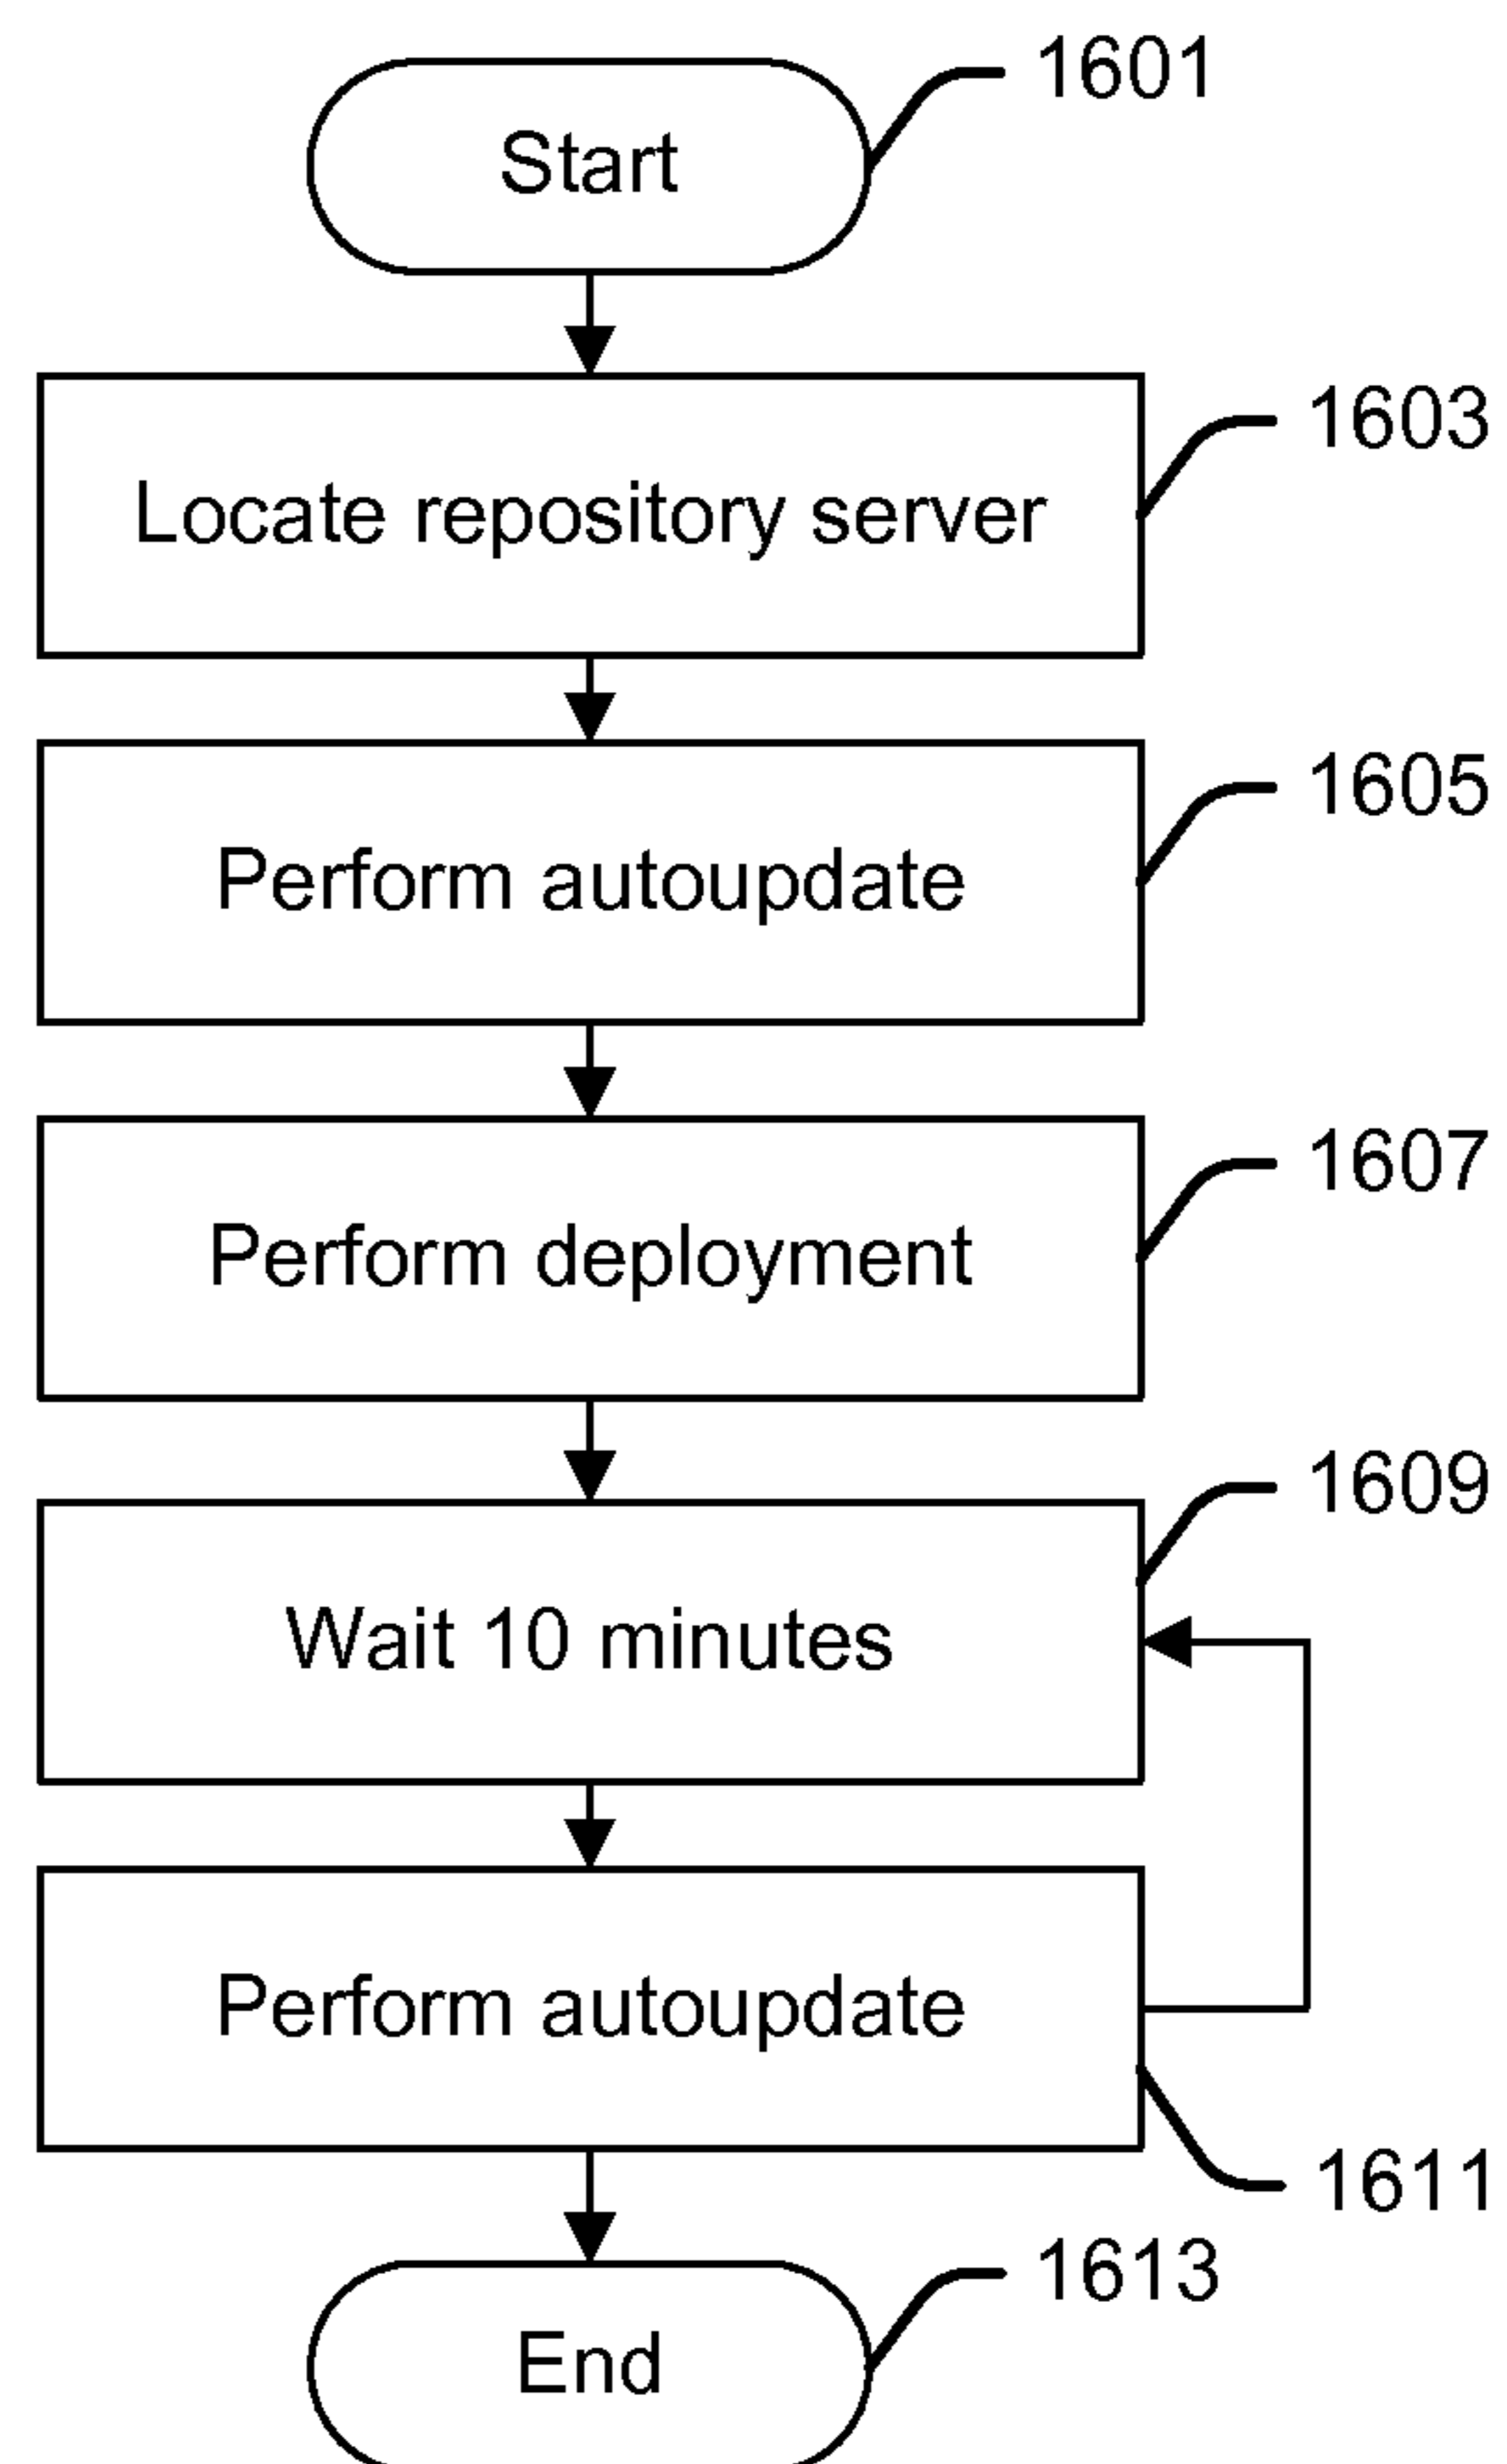 1601
Start
1603
Locate repository server
1605
Perform autoupdate
1607
Perform deployment
1609
Wait 10 minutes
Perform autoupdate
1611
1613
End